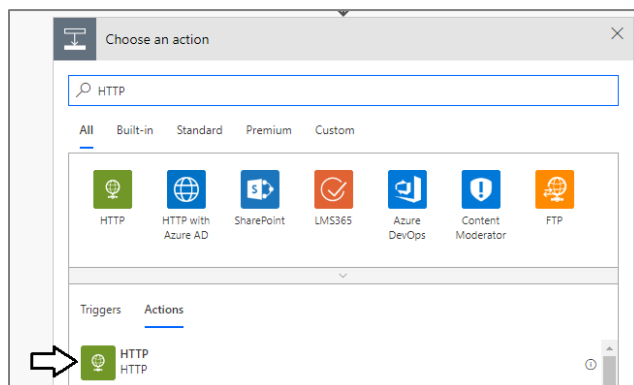 Choose an action
HTTP
All Built-in Standard Premium Custom
HTTP HTTP with Azure AD SharePoint LMS365 Azure DevOps Content Moderator FTP
Triggers Actions
HTTP
HTTP